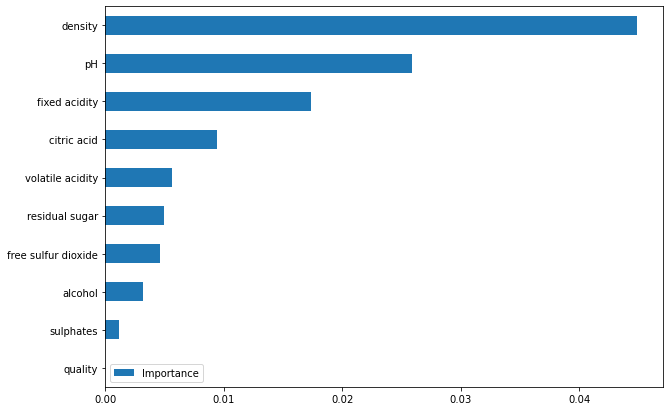 density
pH
fixed acidity
citric acid
volatile acidity
residual sugar
free sulfur dioxide
alcohol
sulphates
quality
Importance
0.00 0.01 0.02 0.03 0.04